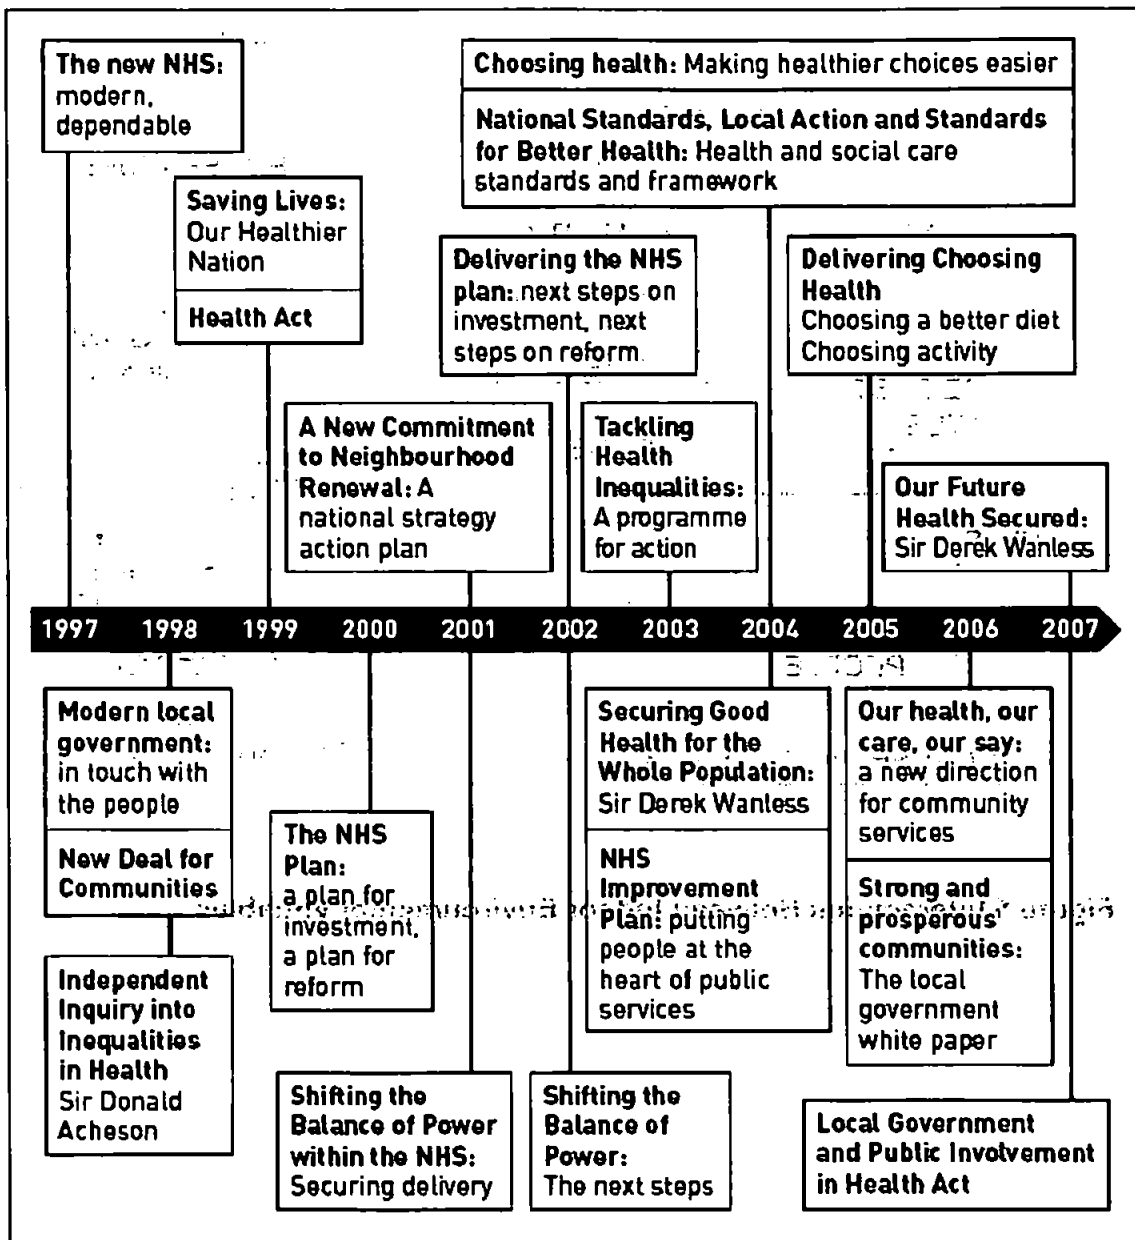 The new NHS:
modern,
dependable
Choosing health: Making healthier choices easier
National Standards, Local Action and Standards
for Better Health: Health and social care
standards and framework
Saving Lives:
Our Healthier
Nation
Health Act
Delivering the NHS
plan: next steps on
investment, next
steps on reform
Delivering Choosing
Health
Choosing a better diet
Choosing activity
A New Commitment
to Neighbourhood
Renewal: A
national strategy
action plan
Tackling
Health
Inequalities:
A programme
for action
Our Future
Health Secured:
Sir Derek Wanless
1997 1998 1999 2000 2001 2002 2003 2004 2005 2006 2007
Modern local
government:
in touch with
the people
New Deal for
Communities
Independent
Inquiry into
Inequalities
in Health
Sir Donald
Acheson
The NHS
Plan:
a plan for
investment,
a plan for
reform
Shifting the
Balance of Power
within the NHS:
Securing delivery
Shifting the
Balance of
Power:
The next steps
Securing Good
Health for the
Whole Population:
Sir Derek Wanless
NHS
Improvement
Plan: putting
people at the
heart of public
services
Our health, our
care, our say:
a new direction
for community
services
Strong and
prosperous
communities:
The local
government
white paper
Local Government
and Public Involvement
in Health Act